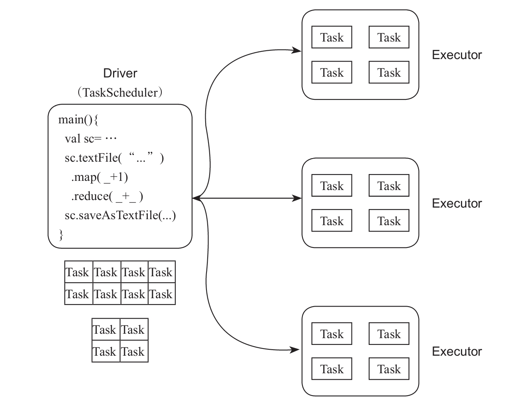 Driver
（TaskScheduler）
main(){
val sc= ⋯
sc.textFile( “...” )
.map( _+1)
.reduce( _+_ )
sc.saveAsTextFile(...)
}
Task Task Task Task
Task Task Task Task
Task Task
Task Task
Task Task
Task Task
Executor
Task Task
Task Task
Executor
Task Task
Task Task
Executor